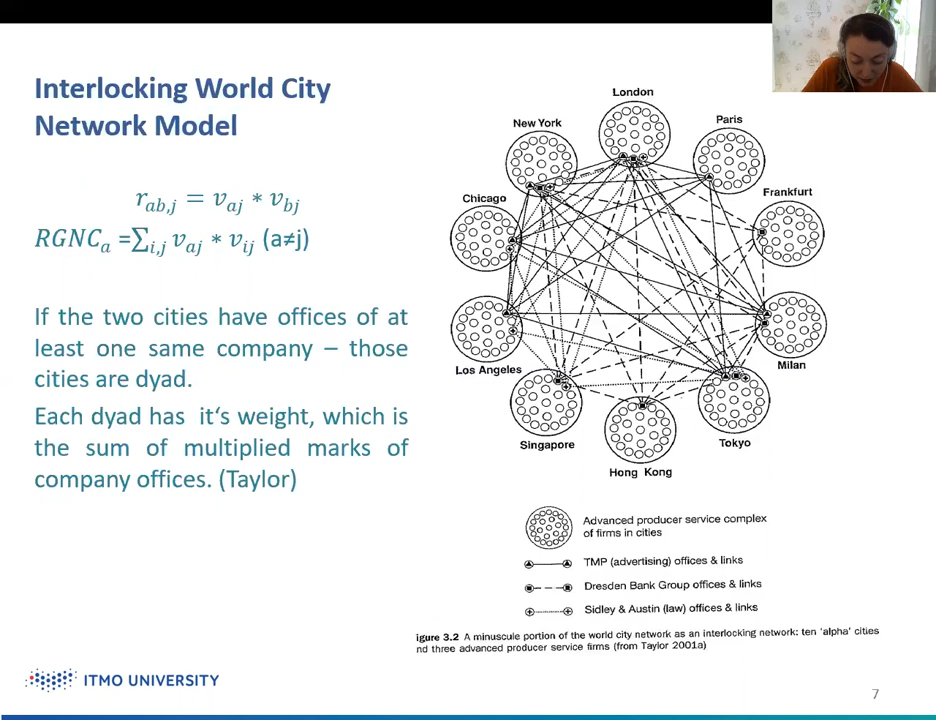 Interlocking World City
Network Model
r_{ab,j} = v_{aj} ∗ v_{bj}
RGNC_a =∑_{i,j} v_{aj} ∗ v_{ij} (a≠j)
If the two cities have offices of at
least one same company – those
cities are dyad.
Each dyad has it‘s weight, which is
the sum of multiplied marks of
company offices. (Taylor)
London
New York
Paris
Chicago
Frankfurt
Los Angeles
Milan
Singapore
Tokyo
Hong Kong
Advanced producer service complex
of firms in cities
TMP (advertising) offices & links
Dresden Bank Group offices & links
Sidley & Austin (law) offices & links
igure 3.2 A minuscule portion of the world city network as an interlocking network: ten 'alpha' cities
nd three advanced producer service firms (from Taylor 2001a)
ITMO UNIVERSITY
7